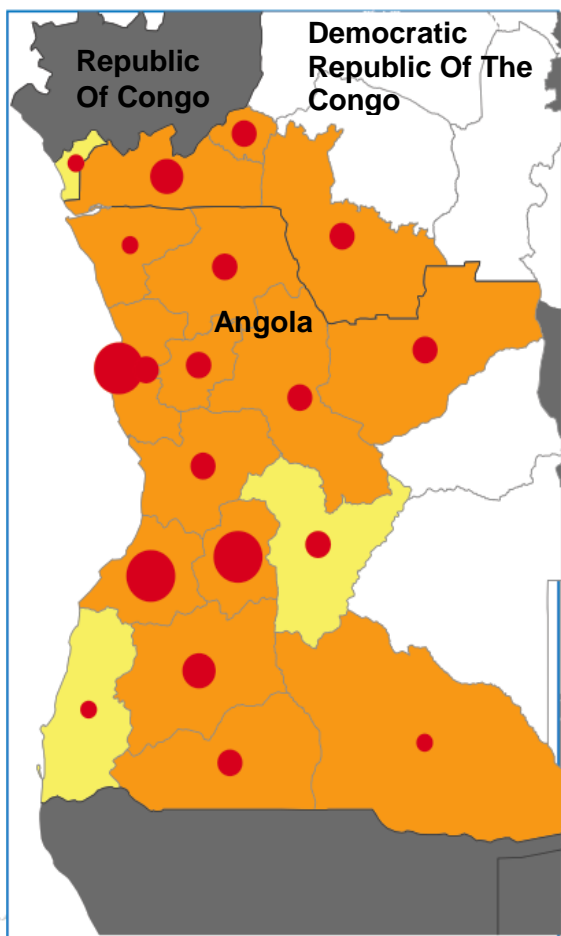 Republic
Of Congo
Democratic
Republic Of The
Congo
Angola